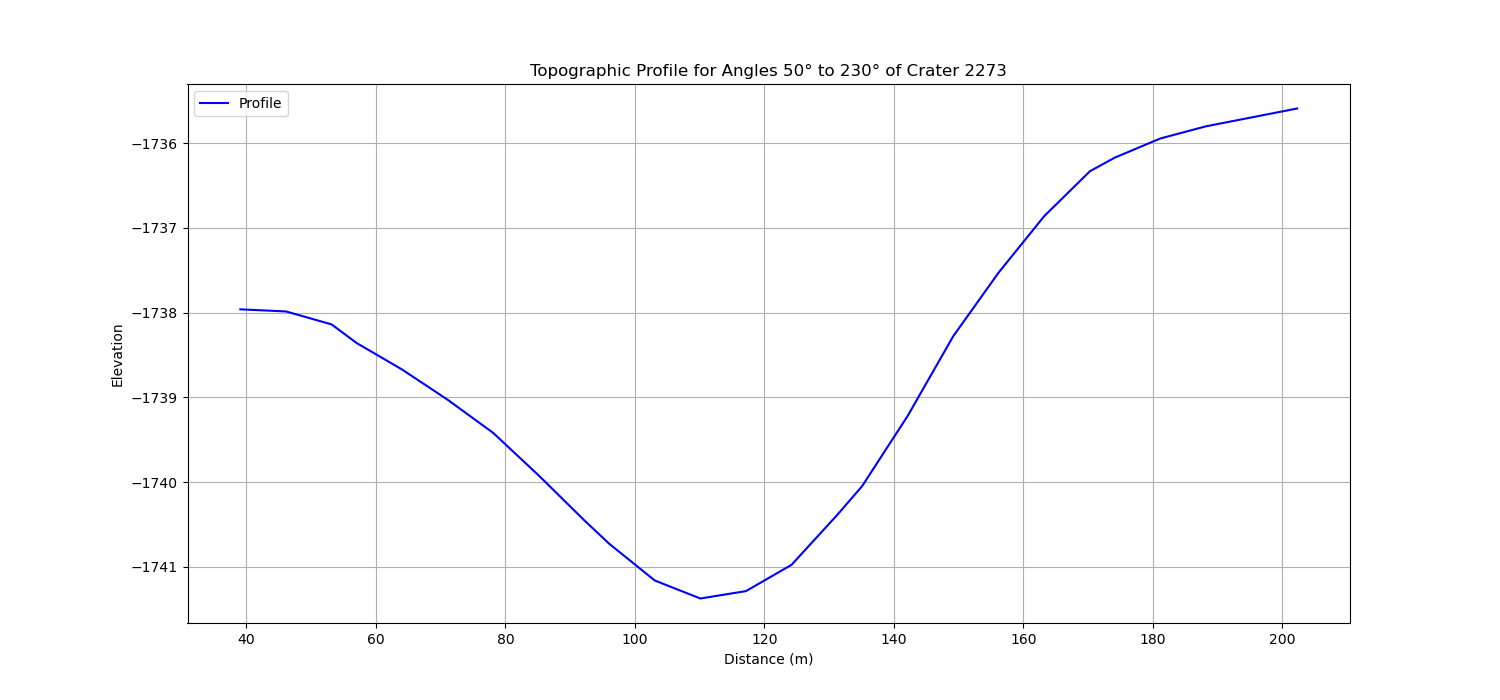 Topographic Profile for Angles 50° to 230° of Crater 2273
Profile
−1736
−1737
−1738
−1739
−1740
−1741
Elevation
40 60 80 100 120 140 160 180 200
Distance (m)